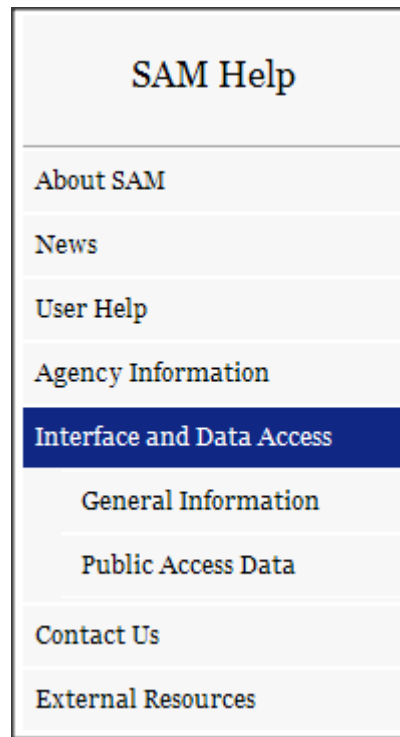 SAM Help
About SAM
News
User Help
Agency Information
Interface and Data Access
General Information
Public Access Data
Contact Us
External Resources